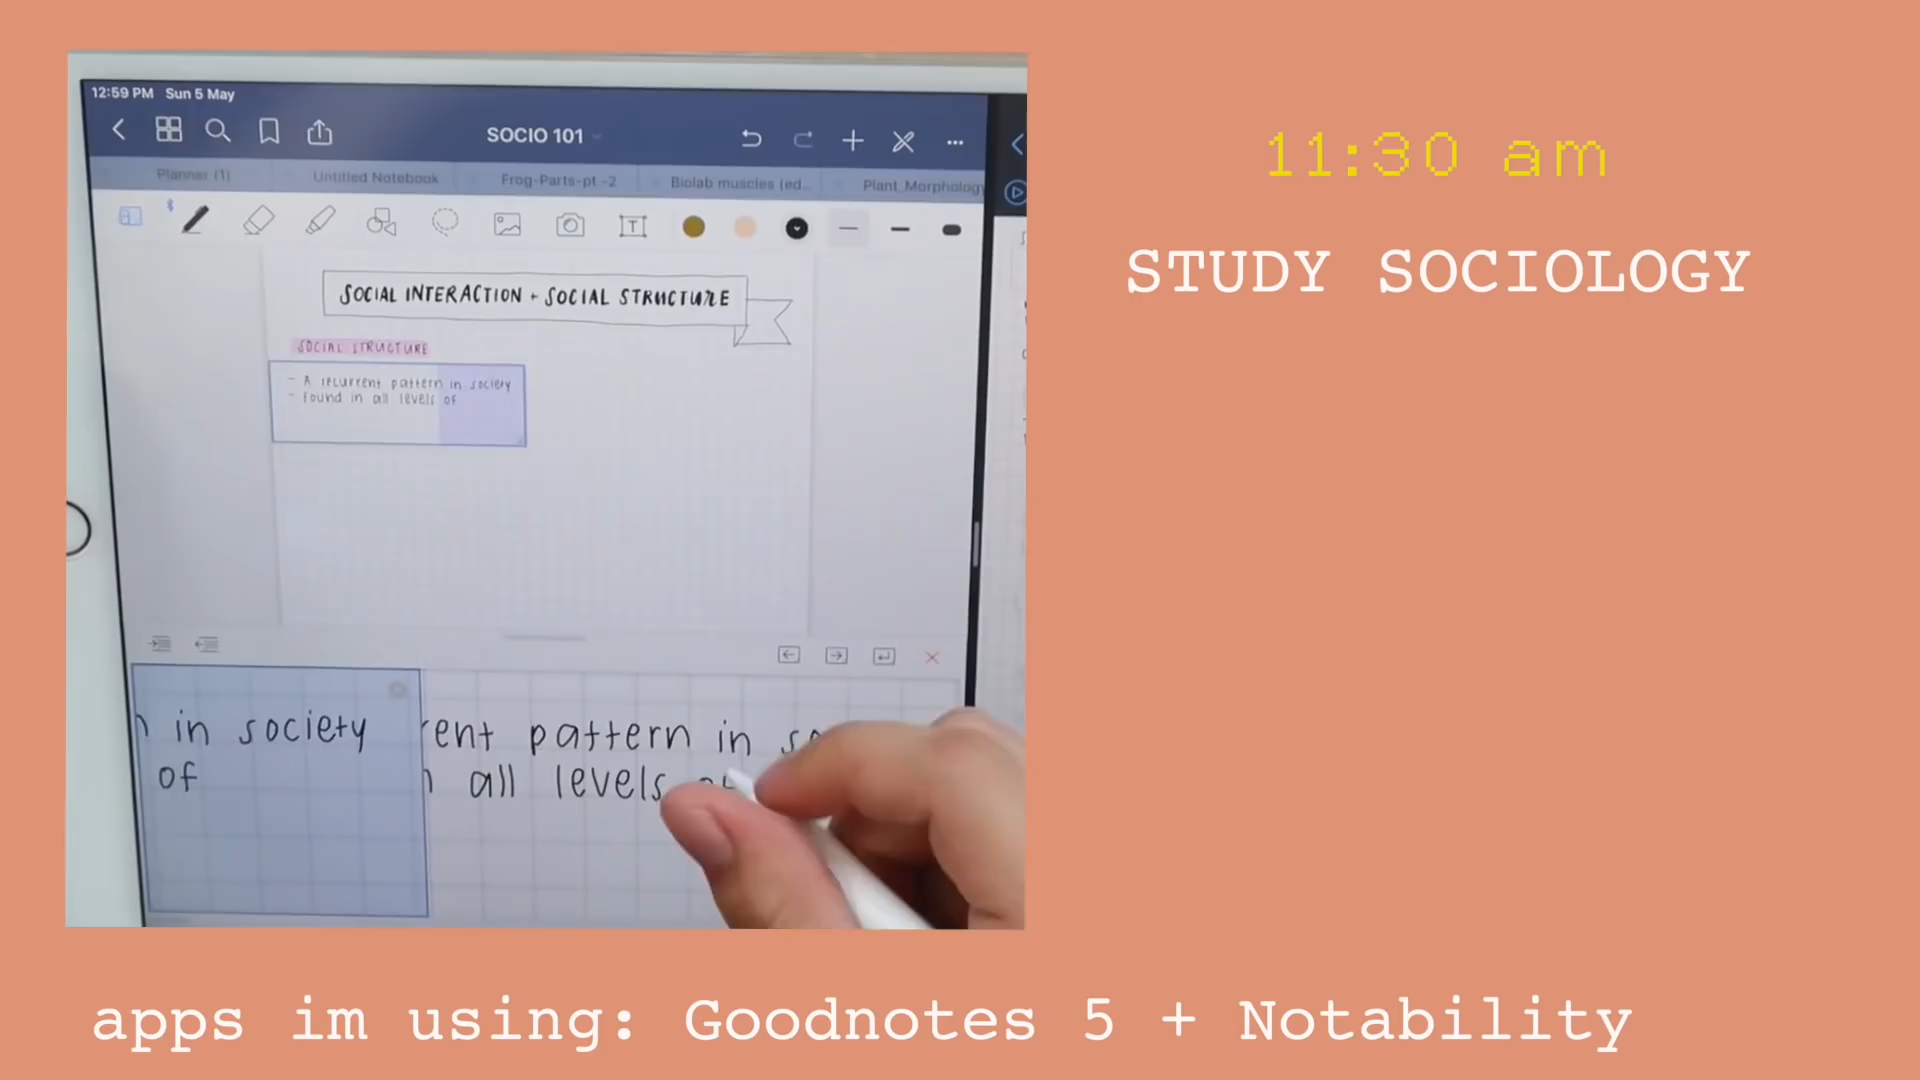 12:59 PM Sun 5 May
SOCIO 101
Planner (1) Untitled Notebook Frog-Parts-pt.-2 Biolab muscles (ed... Plant_Morphology
T
SOCIAL INTERACTION + SOCIAL STRUCTURE
SOCIAL STRUCTURE
- A recurrent pattern in society
- Found in all levels of
in society
of
rent pattern in
all levels
11:30 am
STUDY SOCIOLOGY
apps im using: Goodnotes 5 + Notability